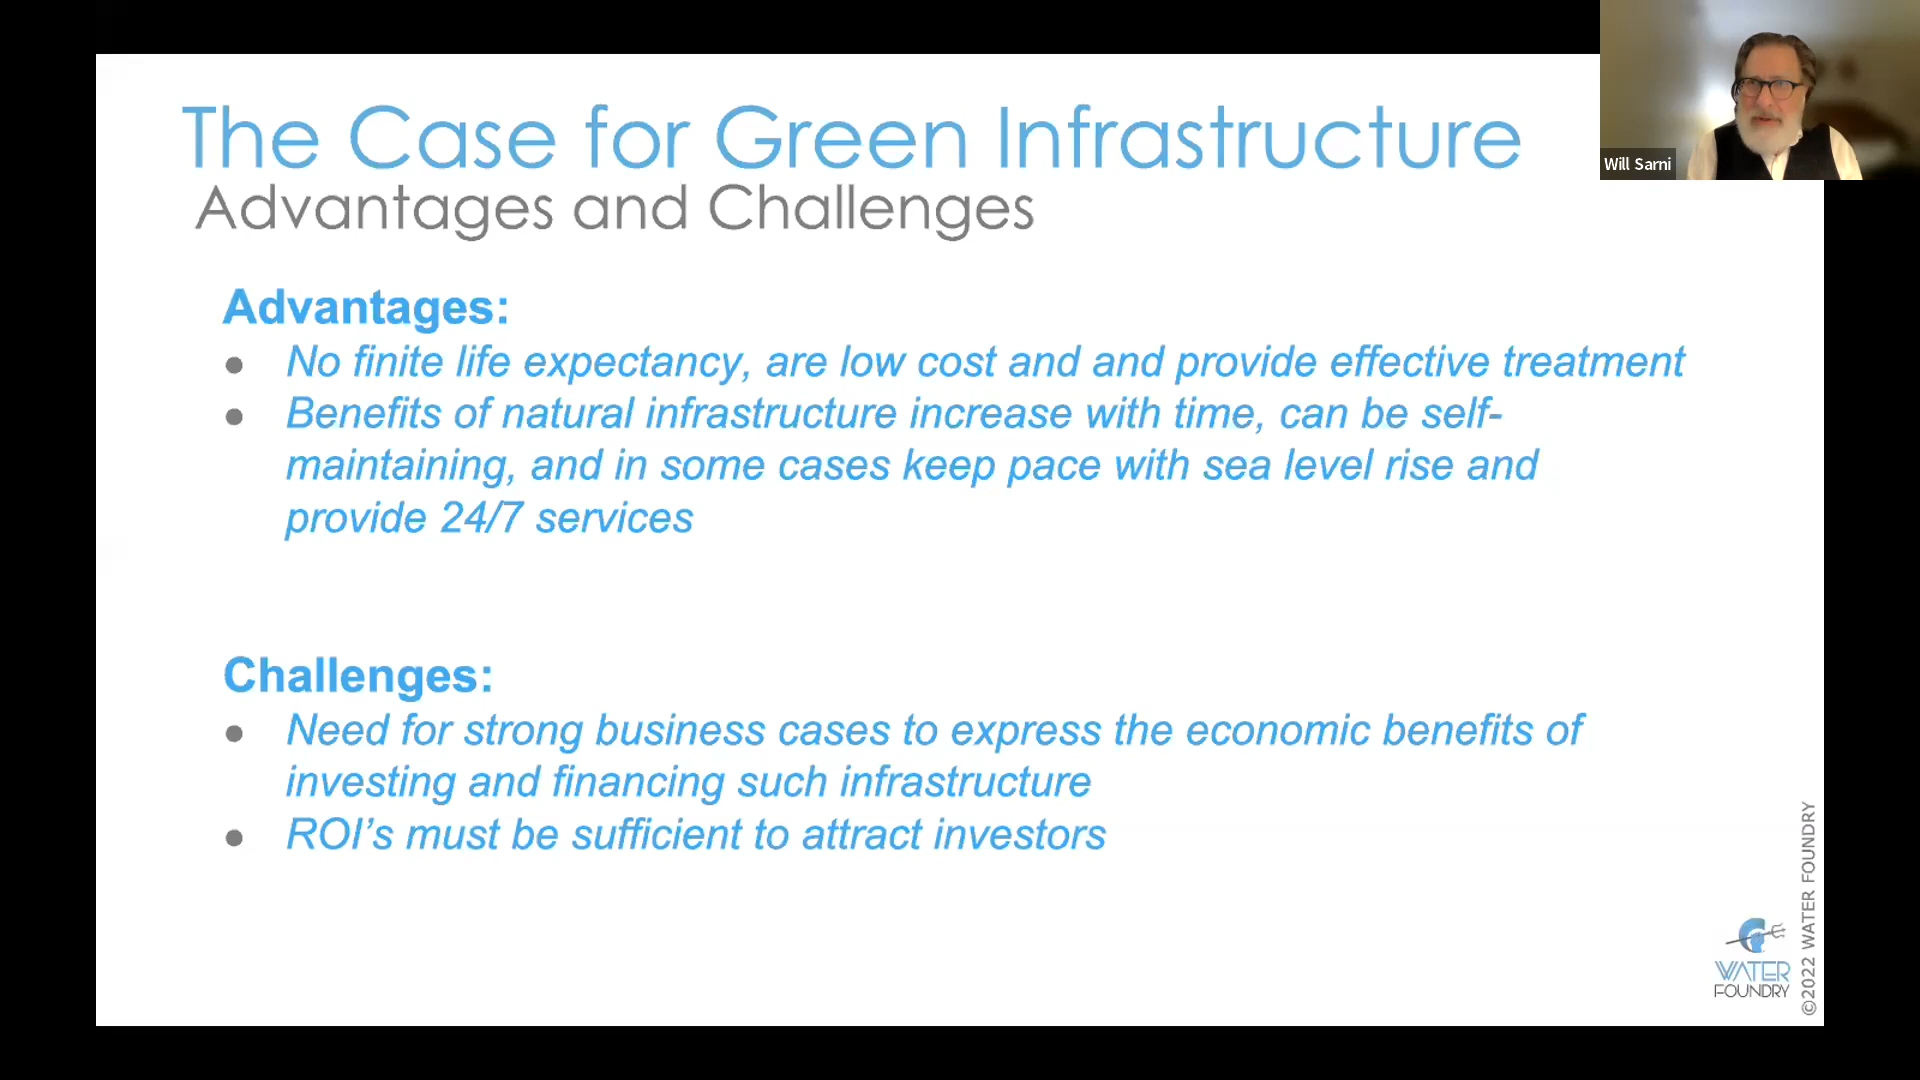 The Case for Green Infrastructure
Advantages and Challenges
Will Sarni
Advantages:
● No finite life expectancy, are low cost and and provide effective treatment
● Benefits of natural infrastructure increase with time, can be self-
maintaining, and in some cases keep pace with sea level rise and
provide 24/7 services
Challenges:
● Need for strong business cases to express the economic benefits of
investing and financing such infrastructure
● ROI’s must be sufficient to attract investors
WATER
FOUNDRY
©2022 WATER FOUNDRY